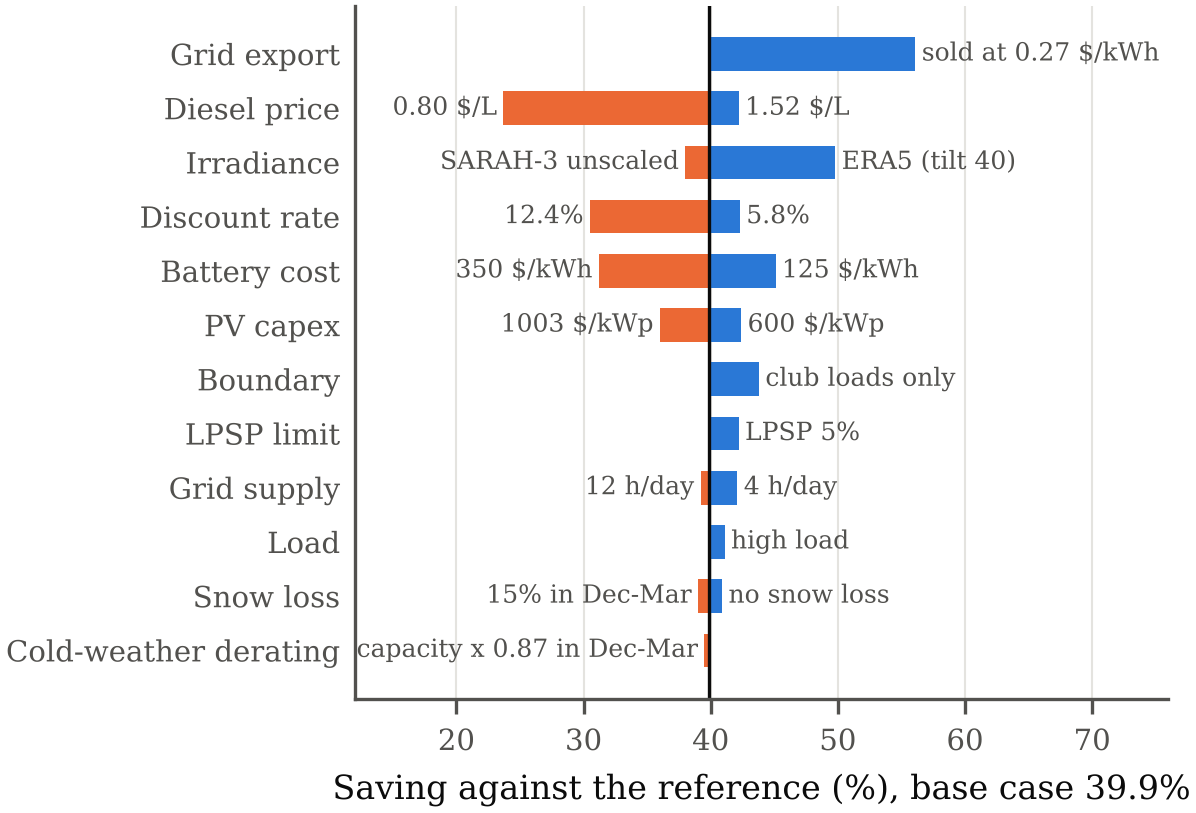 Grid export sold at 0.27 $/kWh
Diesel price 0.80 $/L 1.52 $/L
Irradiance SARAH-3 unscaled ERA5 (tilt 40)
Discount rate 12.4% 5.8%
Battery cost 350 $/kWh 125 $/kWh
PV capex 1003 $/kWp 600 $/kWp
Boundary club loads only
LPSP limit LPSP 5%
Grid supply 12 h/day 4 h/day
Load high load
Snow loss 15% in Dec-Mar no snow loss
Cold-weather derating capacity x 0.87 in Dec-Mar
20 30 40 50 60 70
Saving against the reference (%), base case 39.9%